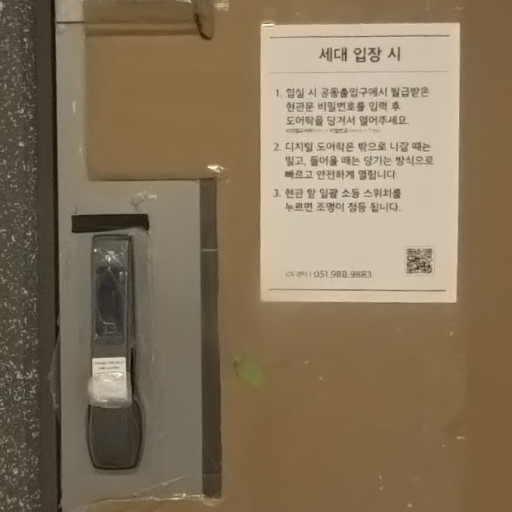 세대 입장 시
1. 입실 시 공동출입구에서 발급받은
현관문 비밀번호를 입력 후
도어락을 당겨서 열어주세요.
2. 디지털 도어락은 밖으로 나갈 때는
밀고, 들어올 때는 당기는 방식으로
빠르고 안전하게 열립니다.
3. 현관 앞 일괄 소등 스위치를
누르면 조명이 점등 됩니다.
051.988.9883